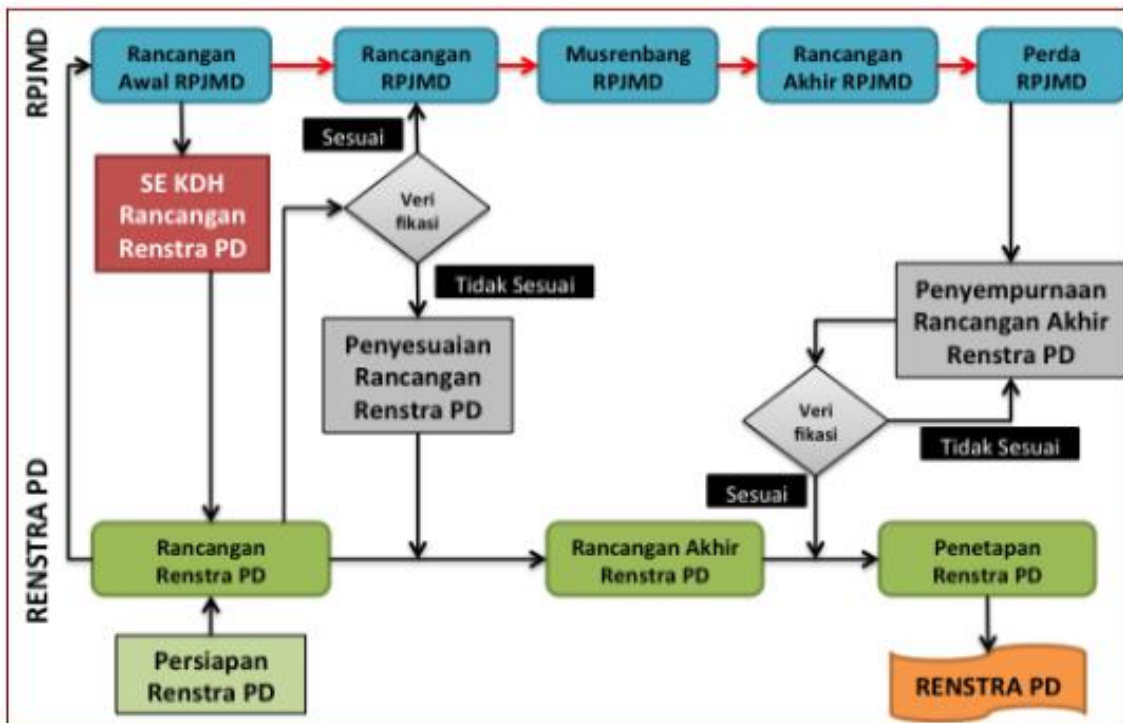 RPJMD
Rancangan
Awal RPJMD
Rancangan
RPJMD
Musrenbang
RPJMD
Rancangan
Akhir RPJMD
Perda
RPJMD
Sesuai
SE KDH
Rancangan
Renstra PD
Veri
fikasi
Tidak Sesuai
Penyesuaian
Rancangan
Renstra PD
Penyempurnaan
Rancangan Akhir
Renstra PD
Veri
fikasi
Tidak Sesuai
Sesuai
RENSTRA PD
Rancangan
Renstra PD
Rancangan Akhir
Renstra PD
Penetapan
Renstra PD
Persiapan
Renstra PD
RENSTRA PD